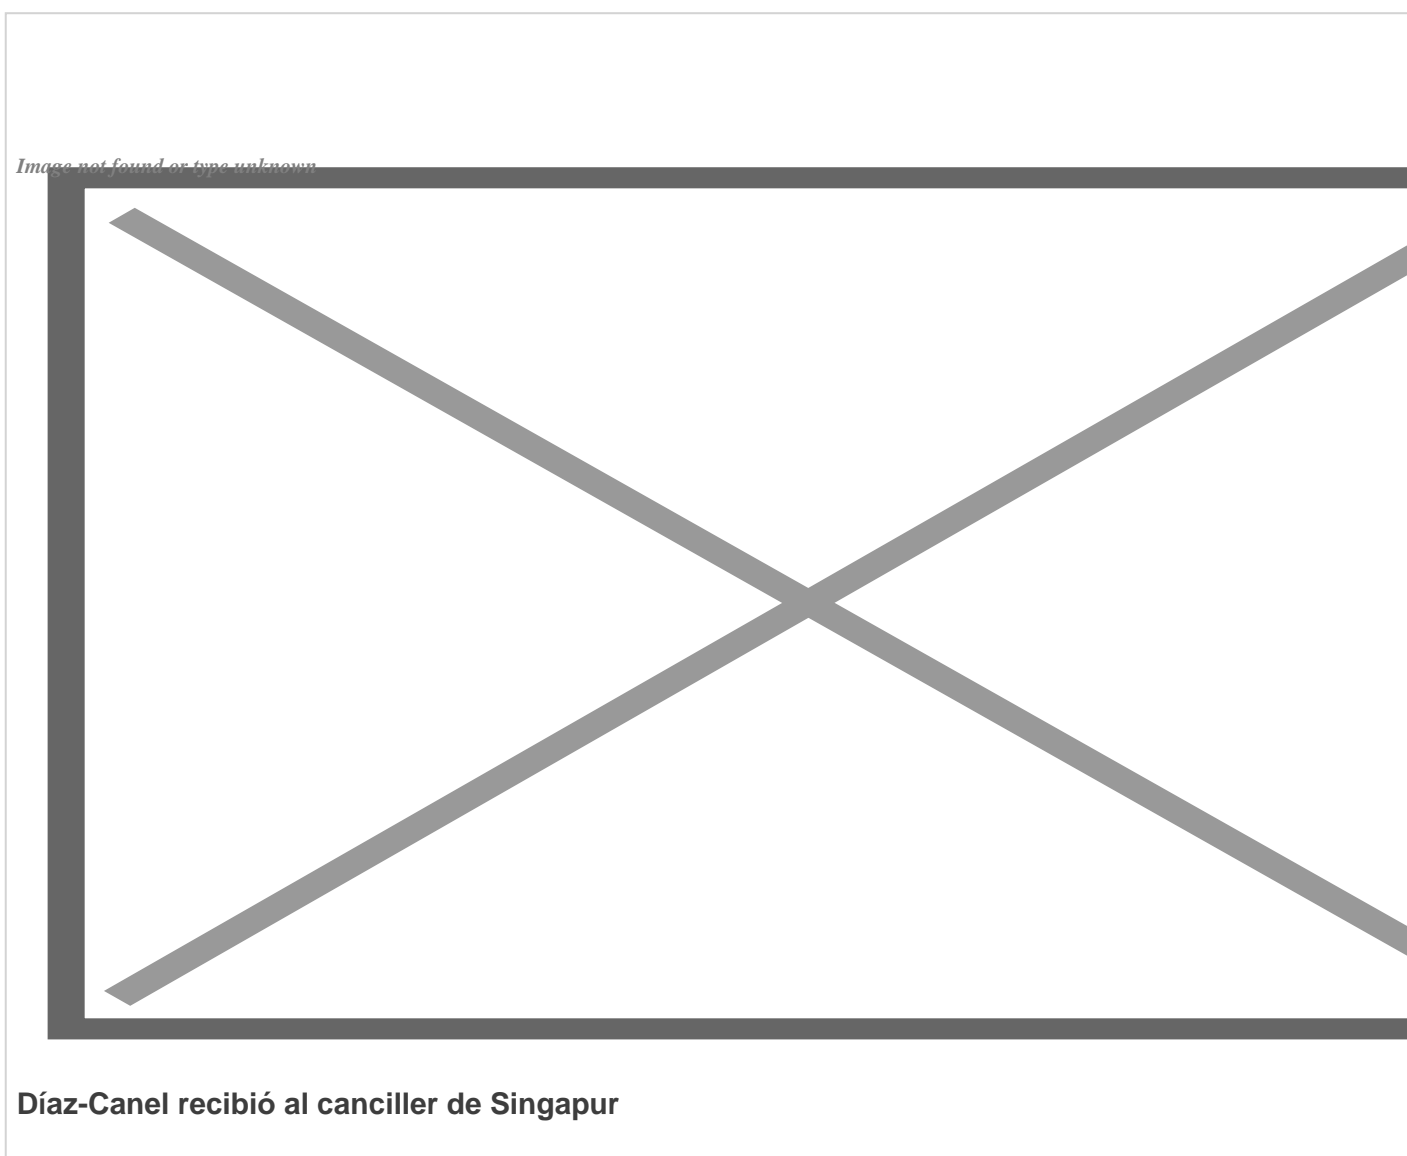 Image not found or type unknown
Díaz-Canel recibió al canciller de Singapur